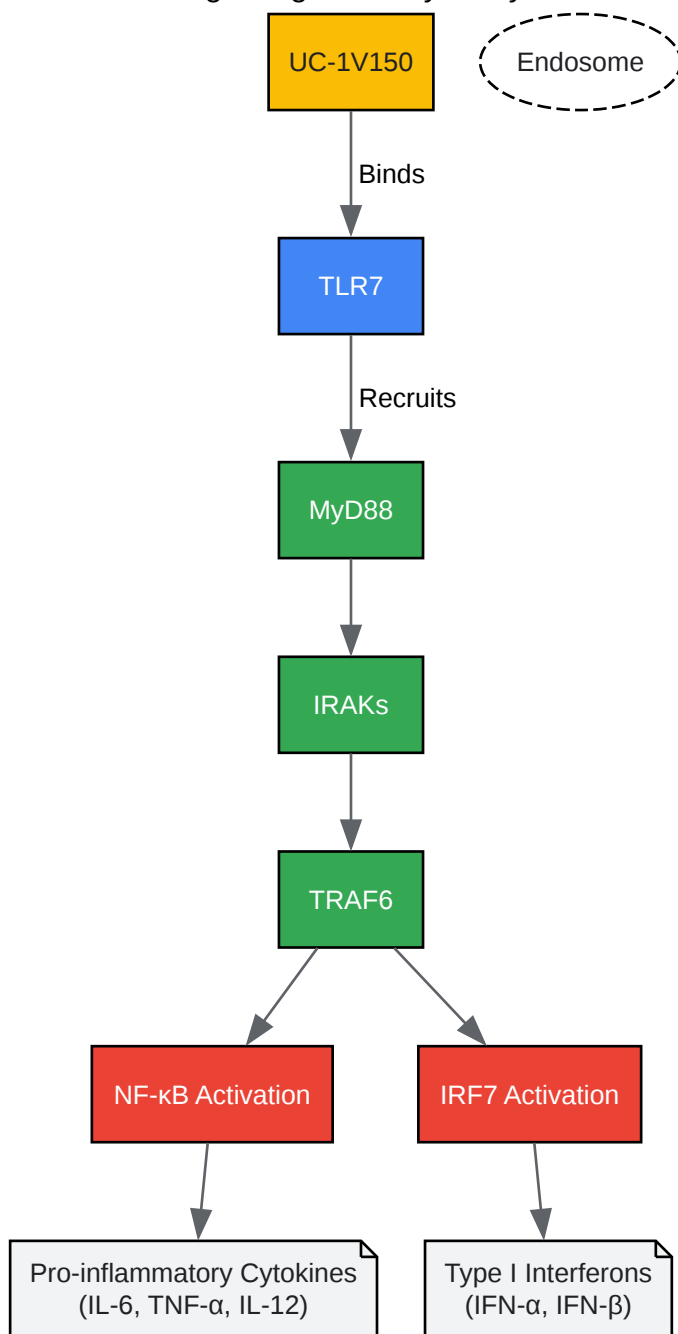 UC-1V150
Endosome
Binds
TLR7
Recruits
MyD88
IRAKs
TRAF6
NF-κB Activation
IRF7 Activation
Pro-inflammatory Cytokines
(IL-6, TNF-α, IL-12)
Type I Interferons
(IFN-α, IFN-β)